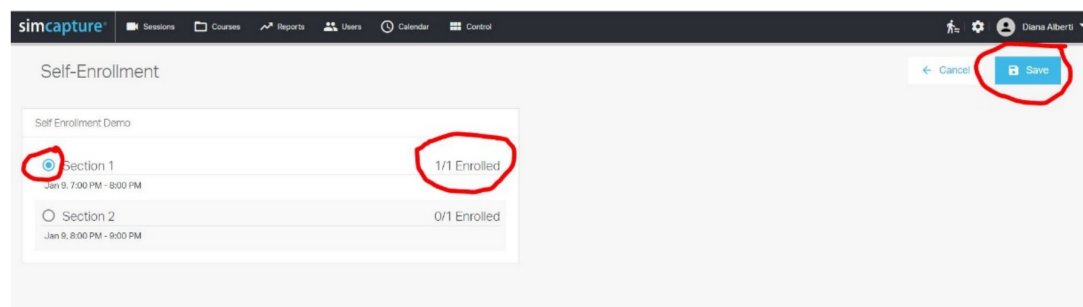 simcapture Sessions Courses Reports Users Calendar Control Diana Alberti
Self-Enrollment
Cancel Save
Self Enrollment Demo
Section 1 1/1 Enrolled
Jan 9, 7:00 PM - 8:00 PM
Section 2 0/1 Enrolled
Jan 9, 8:00 PM - 9:00 PM